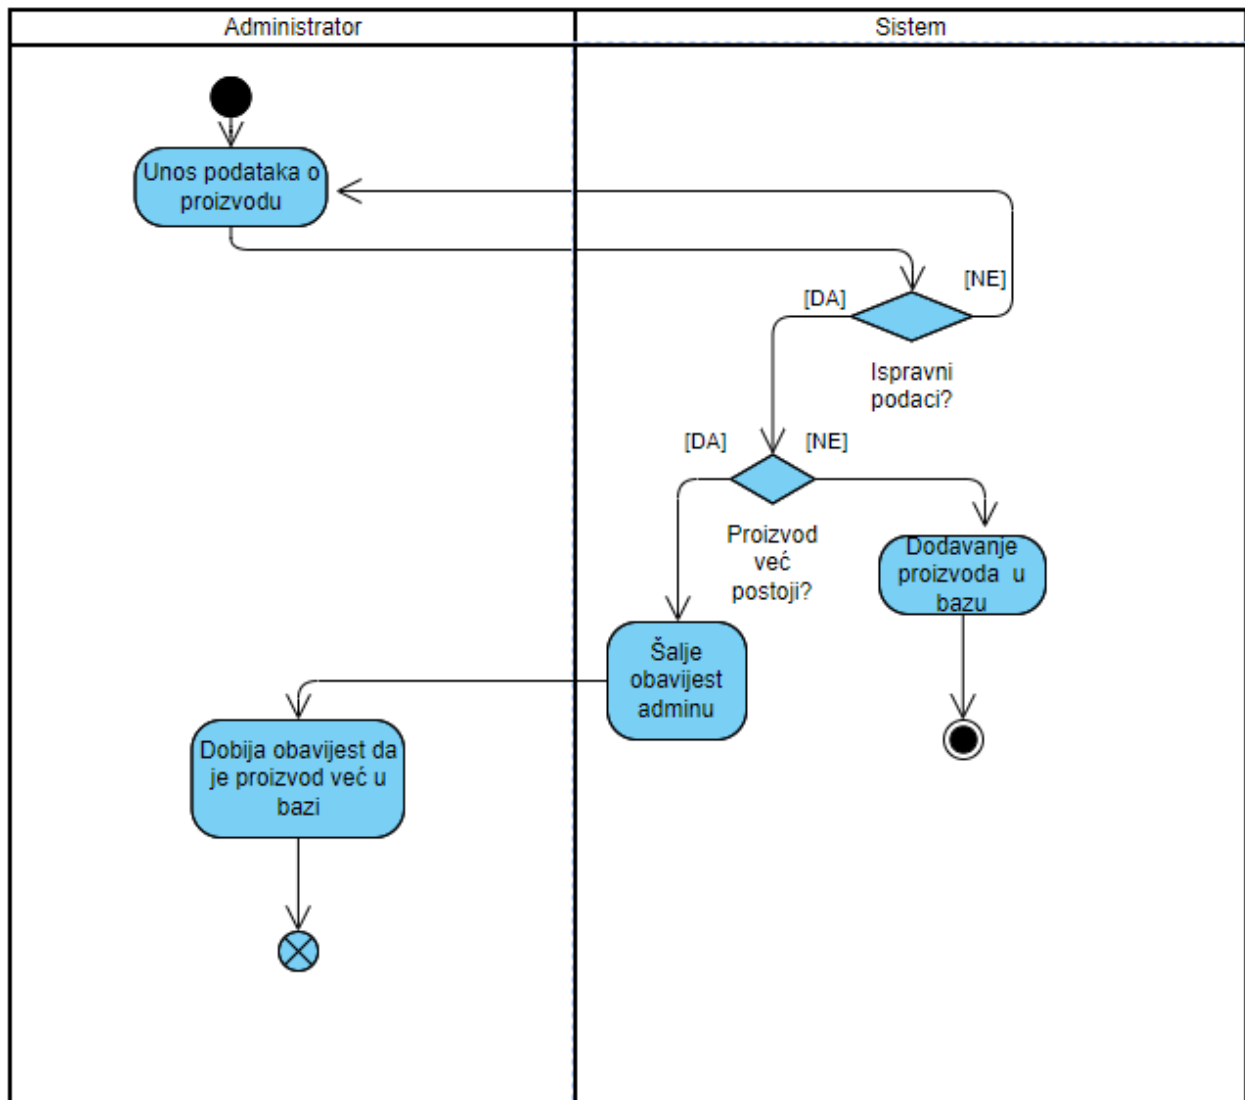 Administrator
Sistem
Unos podataka o
proizvodu
[NE]
[DA]
Ispravni
podaci?
[DA]
[NE]
Proizvod
već
postoji?
Dodavanje
proizvoda u
bazu
Šalje
obavijest
adminu
Dobija obavijest da
je proizvod već u
bazi